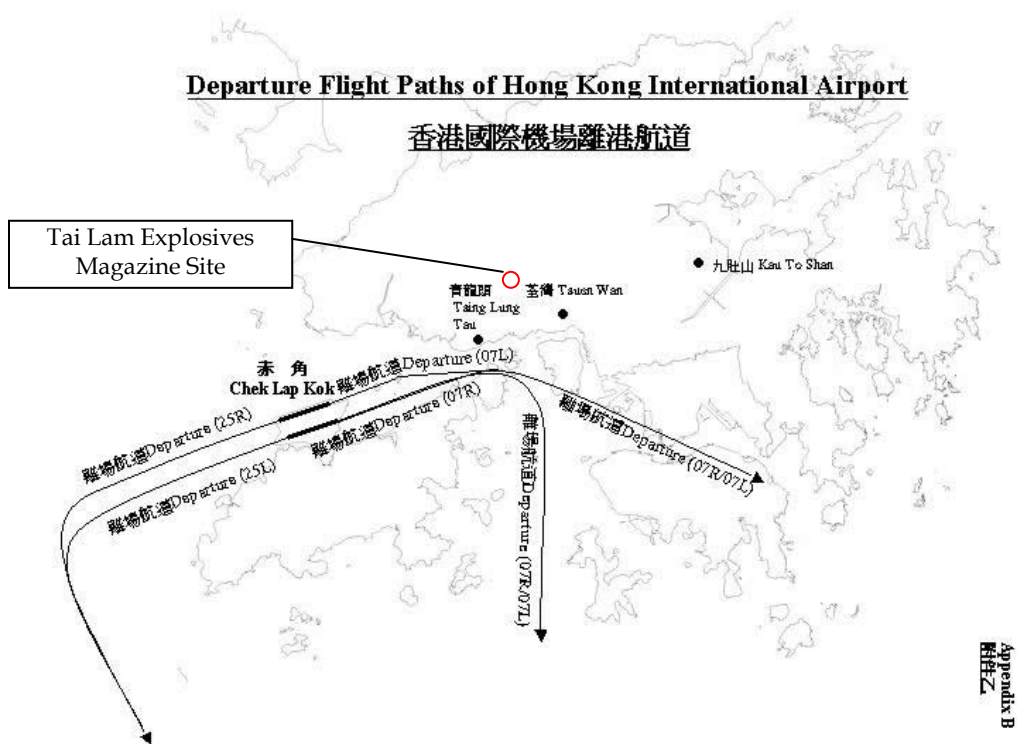 Departure Flight Paths of Hong Kong International Airport
香港國際機場離港航道
Tai Lam Explosives
Magazine Site
九肚山 Kau To Shan
青龍頭
Tsing Lung
Tau
荃灣 Tsuen Wan
赤 角
Chek Lap Kok
離場航道Departure (07L)
離場航道Departure (07R)
離場航道Departure (25R)
離場航道Departure (25L)
離場航道Departure (07R/07L)
離場航道Departure (07R/07L)
Appendix B
附件乙